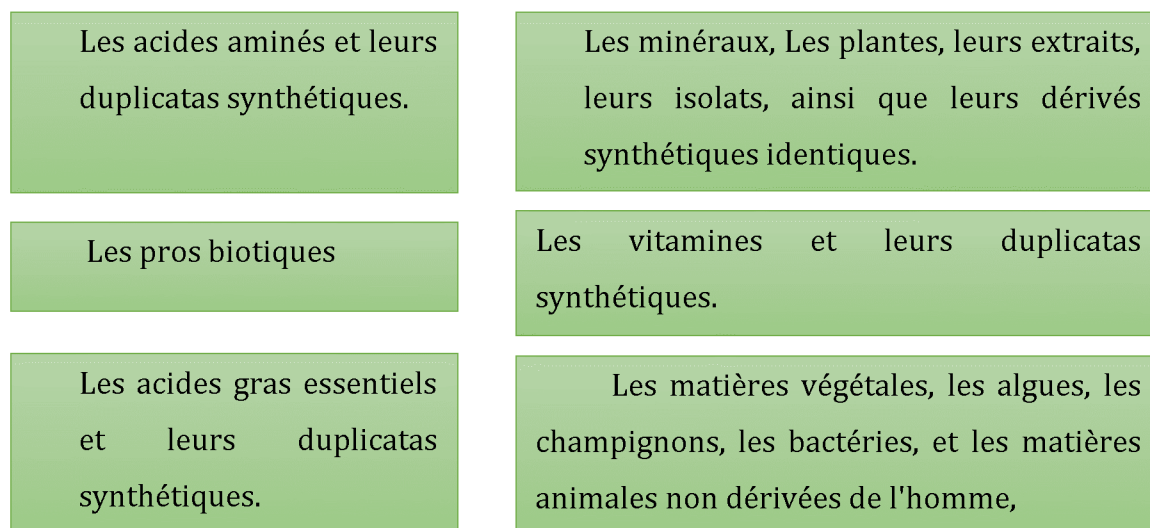 Les acides aminés et leurs
duplicatas synthétiques.
Les minéraux, Les plantes, leurs extraits,
leurs isolats, ainsi que leurs dérivés
synthétiques identiques.
Les pros biotiques
Les vitamines et leurs duplicatas
synthétiques.
Les acides gras essentiels
et leurs duplicatas
synthétiques.
Les matières végétales, les algues, les
champignons, les bactéries, et les matières
animales non dérivées de l'homme,